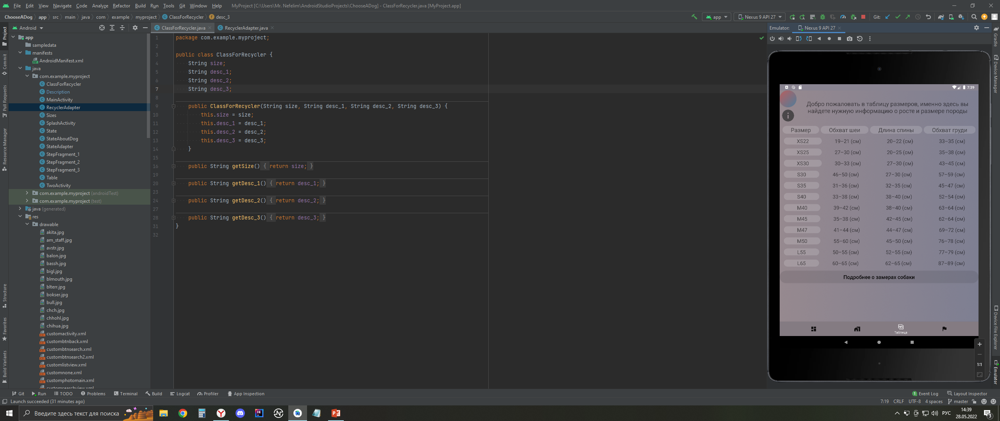 File Edit View Navigate Code Analyze Refactor Build Run Tools Git Window Help MyProject [C:\Users\Mr. Nefelim\AndroidStudioProjects\ChooseADog] - ClassForRecycler.java [MyProject.app]
ChooseADog app src main java com example myproject ClassForRecycler desc_3
app Nexus 9 API 27 Git:
Android
ClassForRecycler.java RecyclerAdapter.java
Emulator: Nexus 9 API 27
Project
Commit
Pull Requests
Resource Manager
Structure
Favorites
Build Variants
app
sampledata
manifests
AndroidManifest.xml
java
com.example.myproject
ClassForRecycler
Description
MainActivity
RecyclerAdapter
Sizes
SplashActivity
State
StateAboutDog
StateAdapter
StepFragment_1
StepFragment_2
StepFragment_3
Table
TwoActivity
com.example.myproject (androidTest)
com.example.myproject (test)
java (generated)
res
drawable
akita.jpg
am_staff.jpg
avstr.jpg
balon.jpg
bassh.jpg
bigl.jpg
blmouth.jpg
blterr.jpg
bokser.jpg
bull.jpg
chch.jpg
chhohl.jpg
chihua.jpg
customactivity.xml
custombtnback.xml
custombtnsearch.xml
custombtnsearch2.xml
customlistview.xml
customnone.xml
customphotomain.xml
customsearchview.xml
1 package com.example.myproject;
2
3 public class ClassForRecycler {
4 String size;
5 String desc_1;
6 String desc_2;
7 String desc_3;
8
9 public ClassForRecycler(String size, String desc_1, String desc_2, String desc_3) {
10 this.size = size;
11 this.desc_1 = desc_1;
12 this.desc_2 = desc_2;
13 this.desc_3 = desc_3;
14 }
15
16 public String getSize() { return size; }
19
20 public String getDesc_1() { return desc_1; }
23
24 public String getDesc_2() { return desc_2; }
27
28 public String getDesc_3() { return desc_3; }
31 }
32
7:39
Добро пожаловать в таблицу размеров, именно здесь вы
найдете нужную информацию о росте и размере породы
Размер Обхват шеи Длина спины Обхват груди
XS22 19–21 (см) 20–22 (см) 33–35 (см)
XS25 27–30 (см) 20–25 (см) 35–38 (см)
XS30 30–33 (см) 27–30 (см) 43–45 (см)
S30 46–50 (см) 27–30 (см) 57–59 (см)
S35 31–36 (см) 32–35 (см) 45–47 (см)
S40 33–38 (см) 38–40 (см) 52–54 (см)
M40 39–42 (см) 38–40 (см) 63–64 (см)
M45 35–38 (см) 42–45 (см) 62–64 (см)
M47 41–44 (см) 44–47 (см) 69–72 (см)
M50 55–60 (см) 45–50 (см) 76–78 (см)
L55 50–55 (см) 52–55 (см) 77–79 (см)
L65 60–65 (см) 62–65 (см) 87–89 (см)
Подробнее о замерах собаки
Таблица
1:1
Gradle
Device Manager
Device File Explorer
Emulator
Git Run TODO Problems Terminal Build Logcat Profiler App Inspection 1 Event Log Layout Inspector
Launch succeeded (31 minutes ago) 7:19 CRLF UTF-8 4 spaces master
Введите здесь текст для поиска РУС 14:39
28.05.2022
3